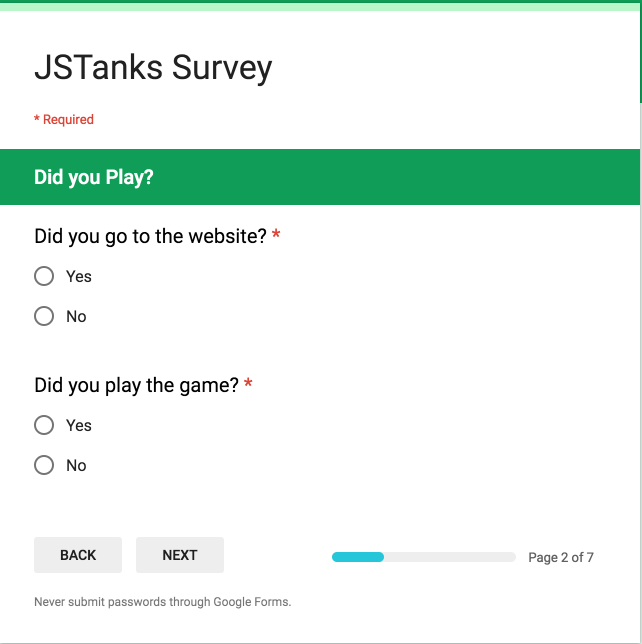 JSTanks Survey
* Required
Did you Play?
Did you go to the website? *
Yes
No
Did you play the game? *
Yes
No
BACK NEXT Page 2 of 7
Never submit passwords through Google Forms.